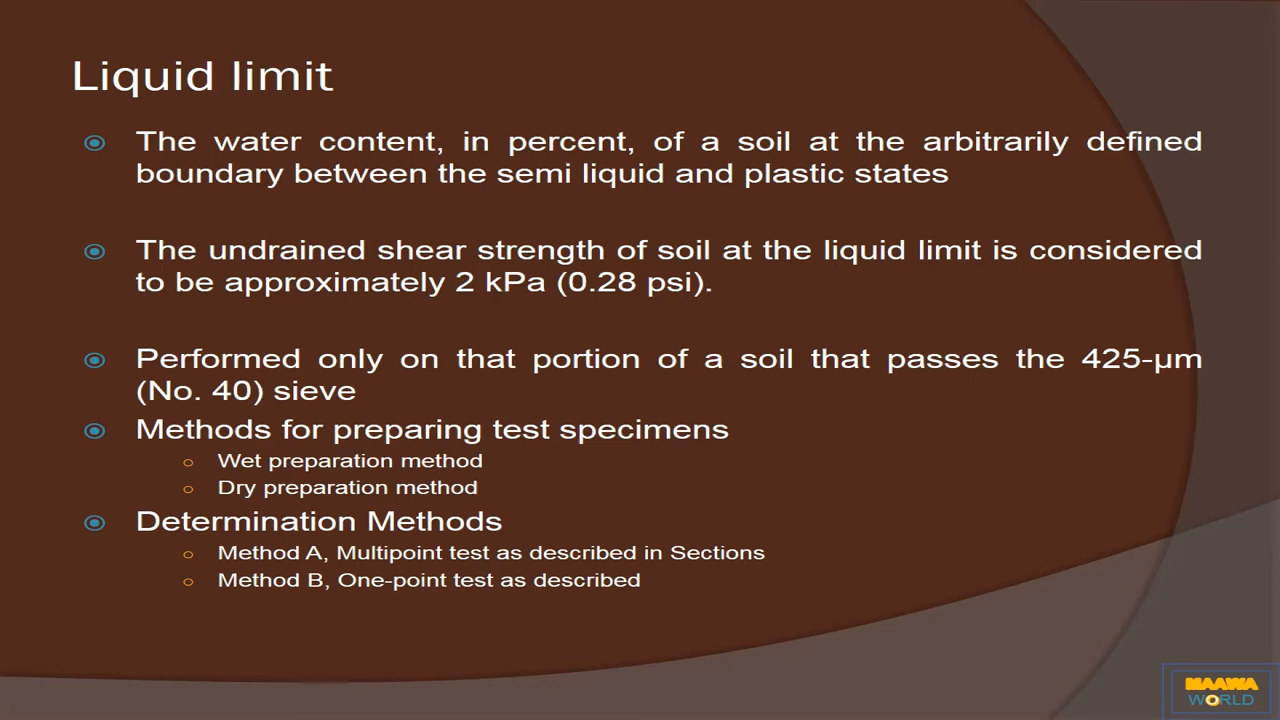 Liquid limit
The water content, in percent, of a soil at the arbitrarily defined
boundary between the semi liquid and plastic states
The undrained shear strength of soil at the liquid limit is considered
to be approximately 2 kPa (0.28 psi).
Performed only on that portion of a soil that passes the 425-µm
(No. 40) sieve
Methods for preparing test specimens
Wet preparation method
Dry preparation method
Determination Methods
Method A, Multipoint test as described in Sections
Method B, One-point test as described
MAAWA
WORLD